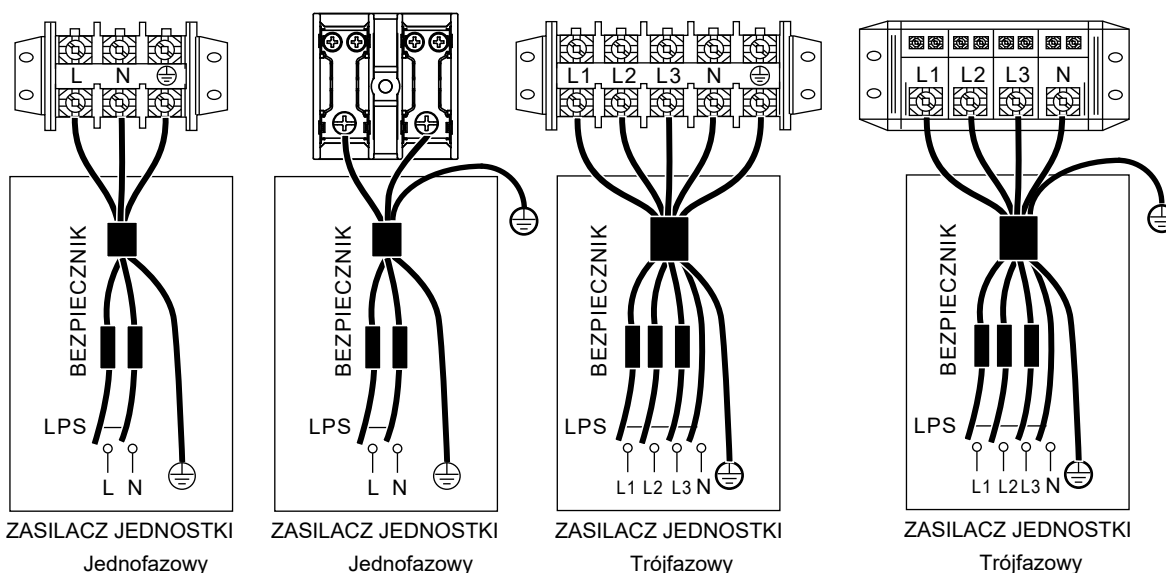 L N
L1 L2 L3 N
L1 L2 L3 N
BEZPIECZNIK
LPS
L N
ZASILACZ JEDNOSTKI
Jednofazowy
BEZPIECZNIK
LPS
L N
ZASILACZ JEDNOSTKI
Jednofazowy
BEZPIECZNIK
LPS
L1 L2 L3 N
ZASILACZ JEDNOSTKI
Trójfazowy
BEZPIECZNIK
LPS
L1 L2 L3 N
ZASILACZ JEDNOSTKI
Trójfazowy